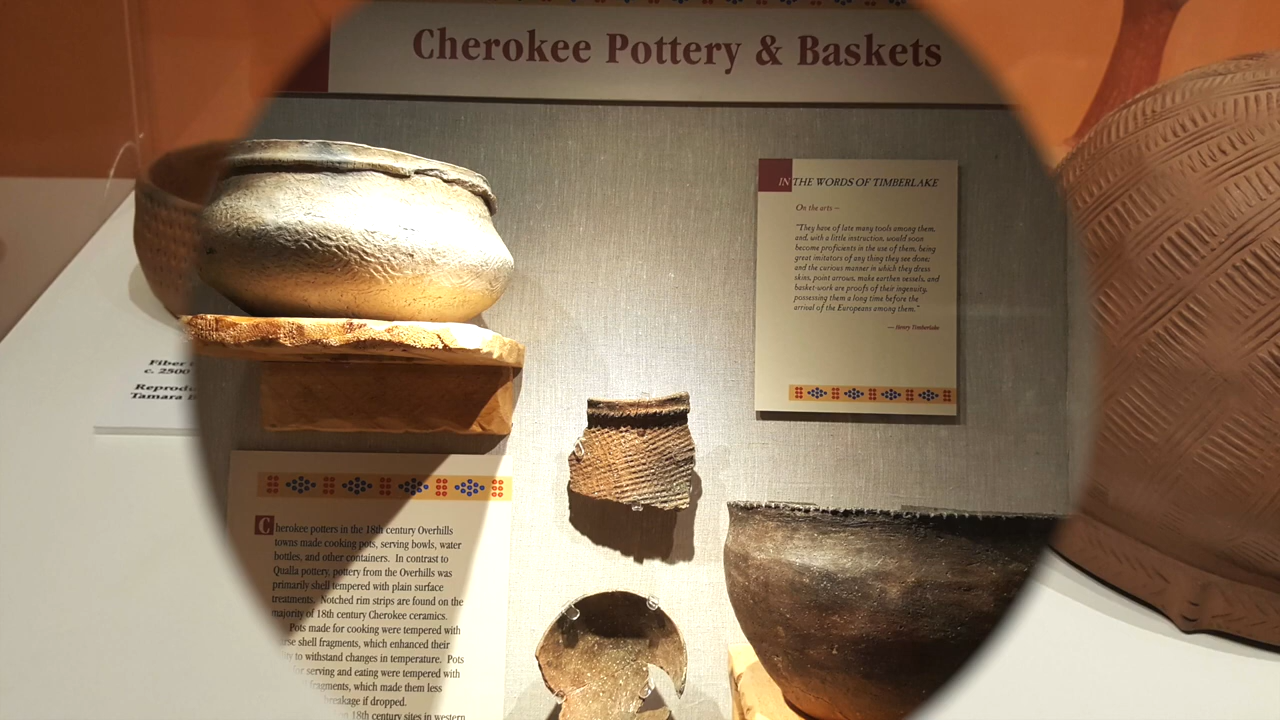 Cherokee Pottery & Baskets
IN THE WORDS OF TIMBERLAKE
On the arts —
"They have of late many tools among them,
and, with a little instruction, would soon
become proficients in the use of them, being
great imitators of any thing they see done;
and the curious manner in which they dress
skins, point arrows, make earthen vessels, and
basket-work are proofs of their ingenuity,
possessing them a long time before the
arrival of the Europeans among them."
— Henry Timberlake
Fiber
c. 2500
Tamara
Cherokee potters in the 18th century Overhills
towns made cooking pots, serving bowls, water
bottles, and other containers. In contrast to
Qualla pottery, pottery from the Overhills was
primarily shell tempered with plain surface
treatments. Notched rim strips are found on the
majority of 18th century Cherokee ceramics.
Pots made for cooking were tempered with
shell fragments, which enhanced their
to withstand changes in temperature. Pots
serving and eating were tempered with
fragments, which made them less
breakage if dropped.
18th century sites in western